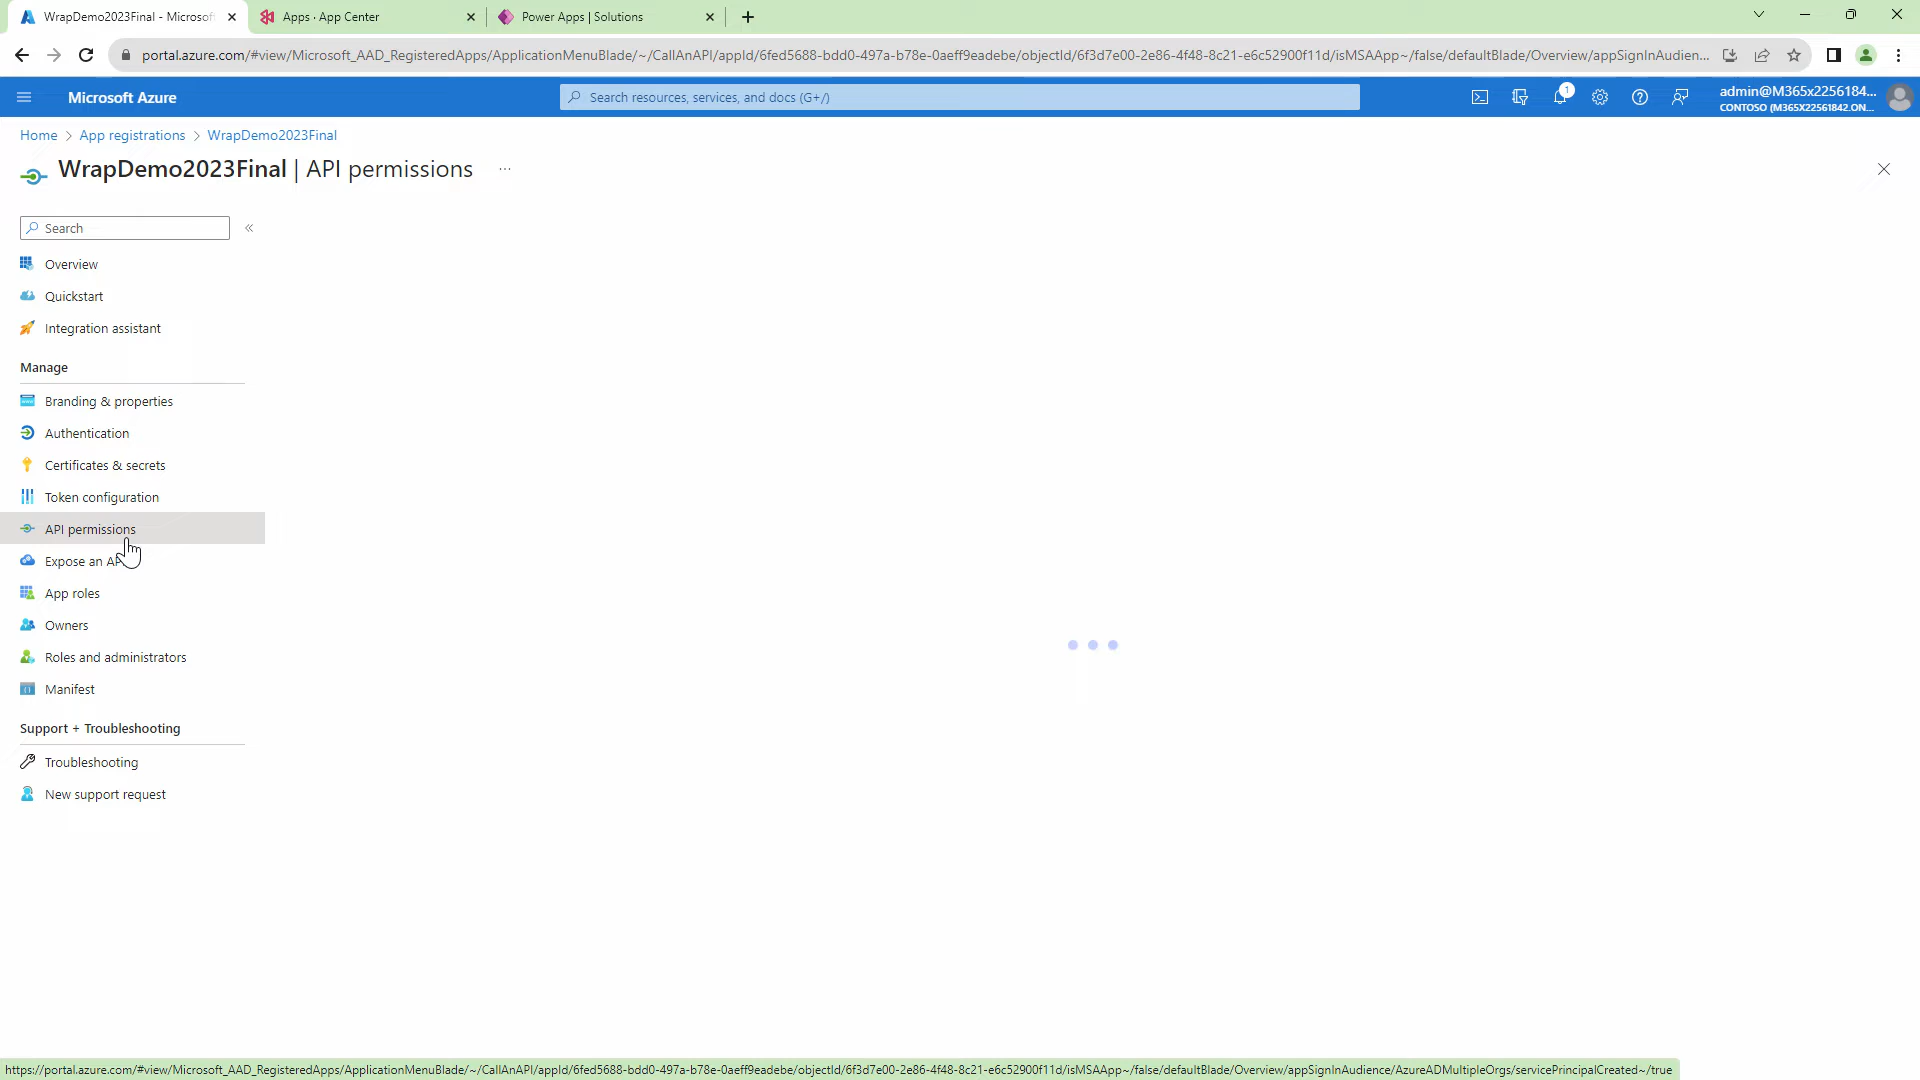 WrapDemo2023Final - Microsoft
Apps · App Center
Power Apps | Solutions
portal.azure.com/#view/Microsoft_AAD_RegisteredApps/ApplicationMenuBlade/~/CallAnAPI/appId/6fed5688-bdd0-497a-b78e-0aeff9eadebe/objectId/6f3d7e00-2e86-4f48-8c21-e6c52900f11d/isMSAApp~/false/defaultBlade/Overview/appSignInAudien...
Microsoft Azure
Search resources, services, and docs (G+/)
1
admin@M365x2256184...
CONTOSO (M365X22561842.ON...
Home > App registrations > WrapDemo2023Final
WrapDemo2023Final | API permissions ...
Search
Overview
Quickstart
Integration assistant
Manage
Branding & properties
Authentication
Certificates & secrets
Token configuration
API permissions
Expose an AP
App roles
Owners
Roles and administrators
Manifest
Support + Troubleshooting
Troubleshooting
New support request
https://portal.azure.com/#view/Microsoft_AAD_RegisteredApps/ApplicationMenuBlade/~/CallAnAPI/appId/6fed5688-bdd0-497a-b78e-0aeff9eadebe/objectId/6f3d7e00-2e86-4f48-8c21-e6c52900f11d/isMSAApp~/false/defaultBlade/Overview/appSignInAudience/AzureADMultipleOrgs/servicePrincipalCreated~/true